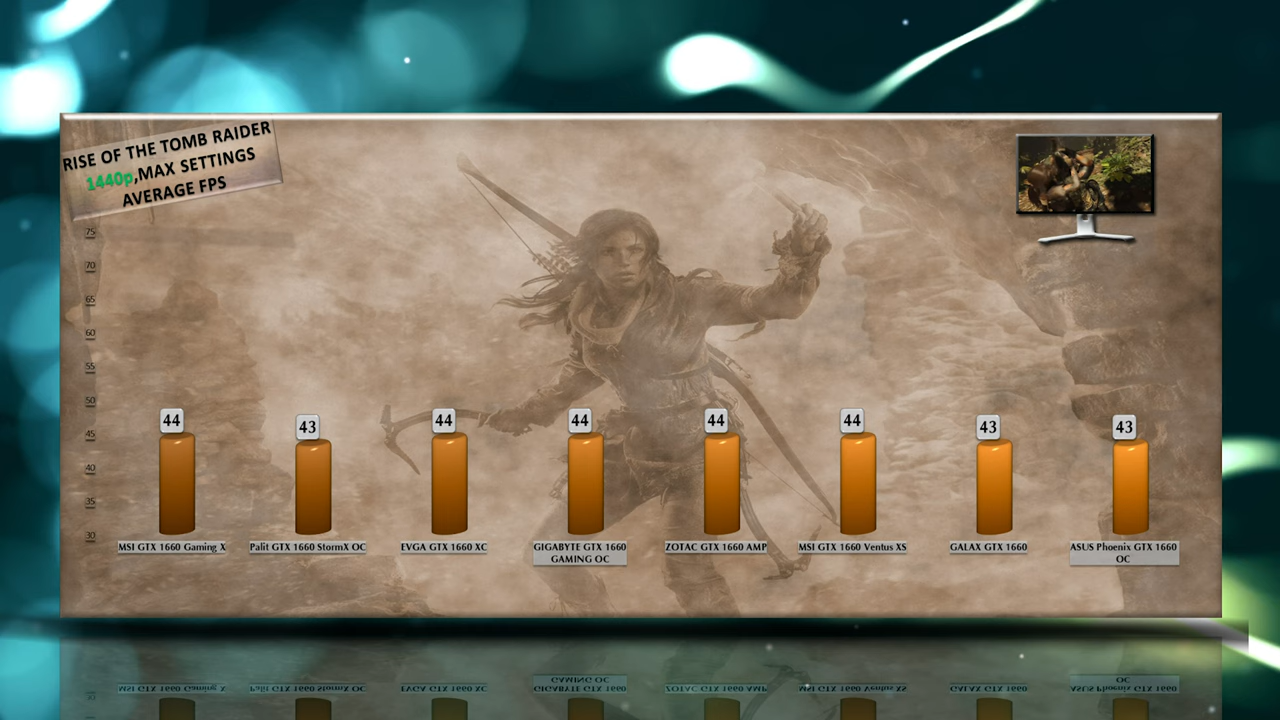 RISE OF THE TOMB RAIDER
1440p,MAX SETTINGS
AVERAGE FPS
75
70
65
60
55
50
45
40
35
30
44
43
44
44
44
44
43
43
MSI GTX 1660 Gaming X
Palit GTX 1660 StormX OC
EVGA GTX 1660 XC
GIGABYTE GTX 1660
GAMING OC
ZOTAC GTX 1660 AMP
MSI GTX 1660 Ventus XS
GALAX GTX 1660
ASUS Phoenix GTX 1660
OC